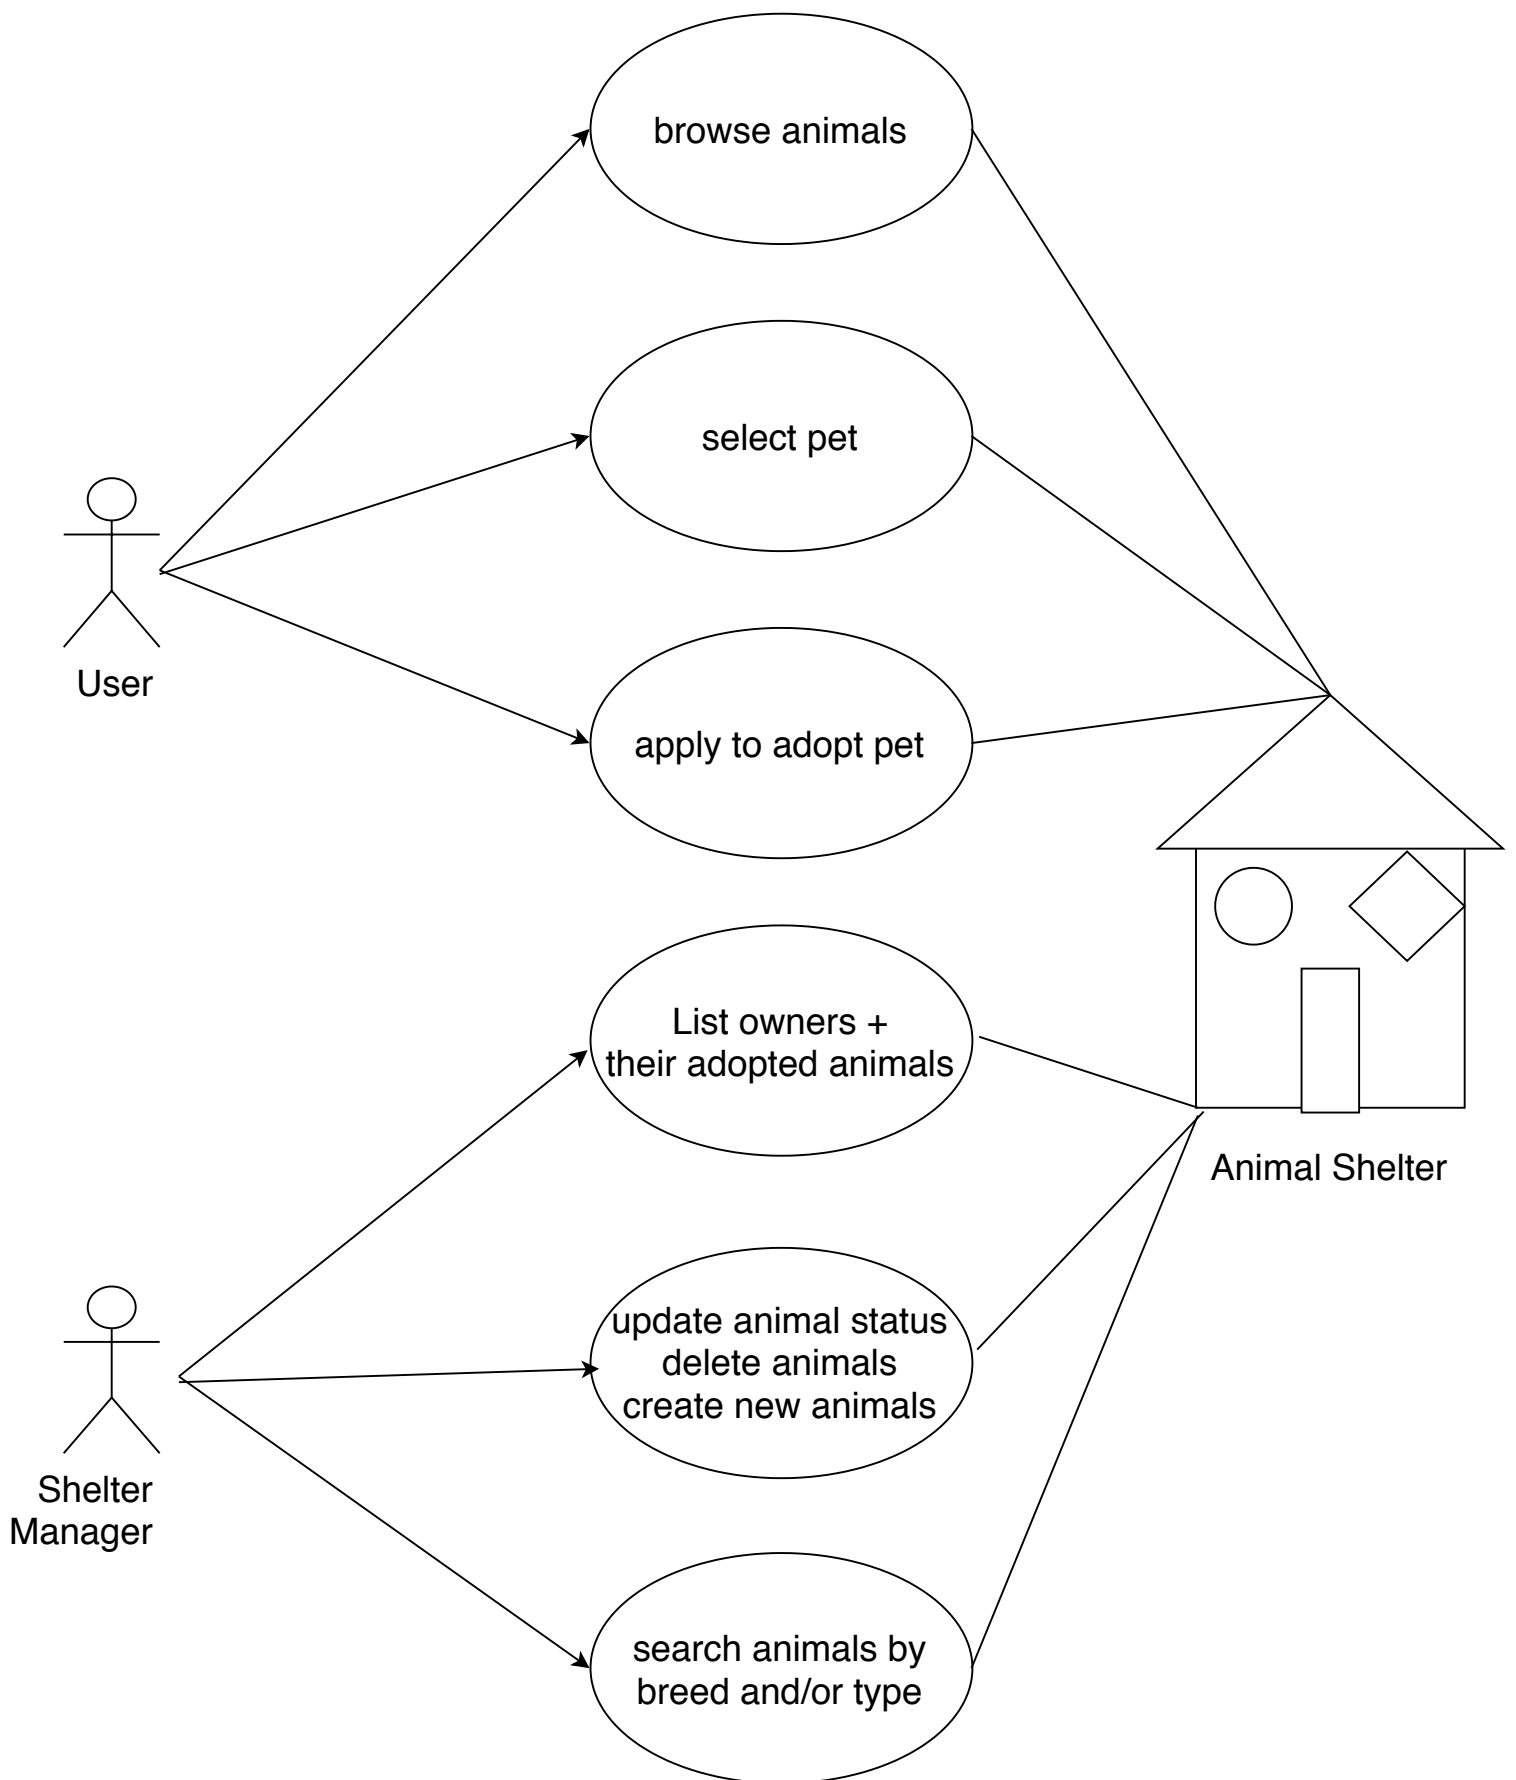 browse animals
select pet
User
apply to adopt pet
List owners +
their adopted animals
Animal Shelter
update animal status
delete animals
create new animals
Shelter
Manager
search animals by
breed and/or type